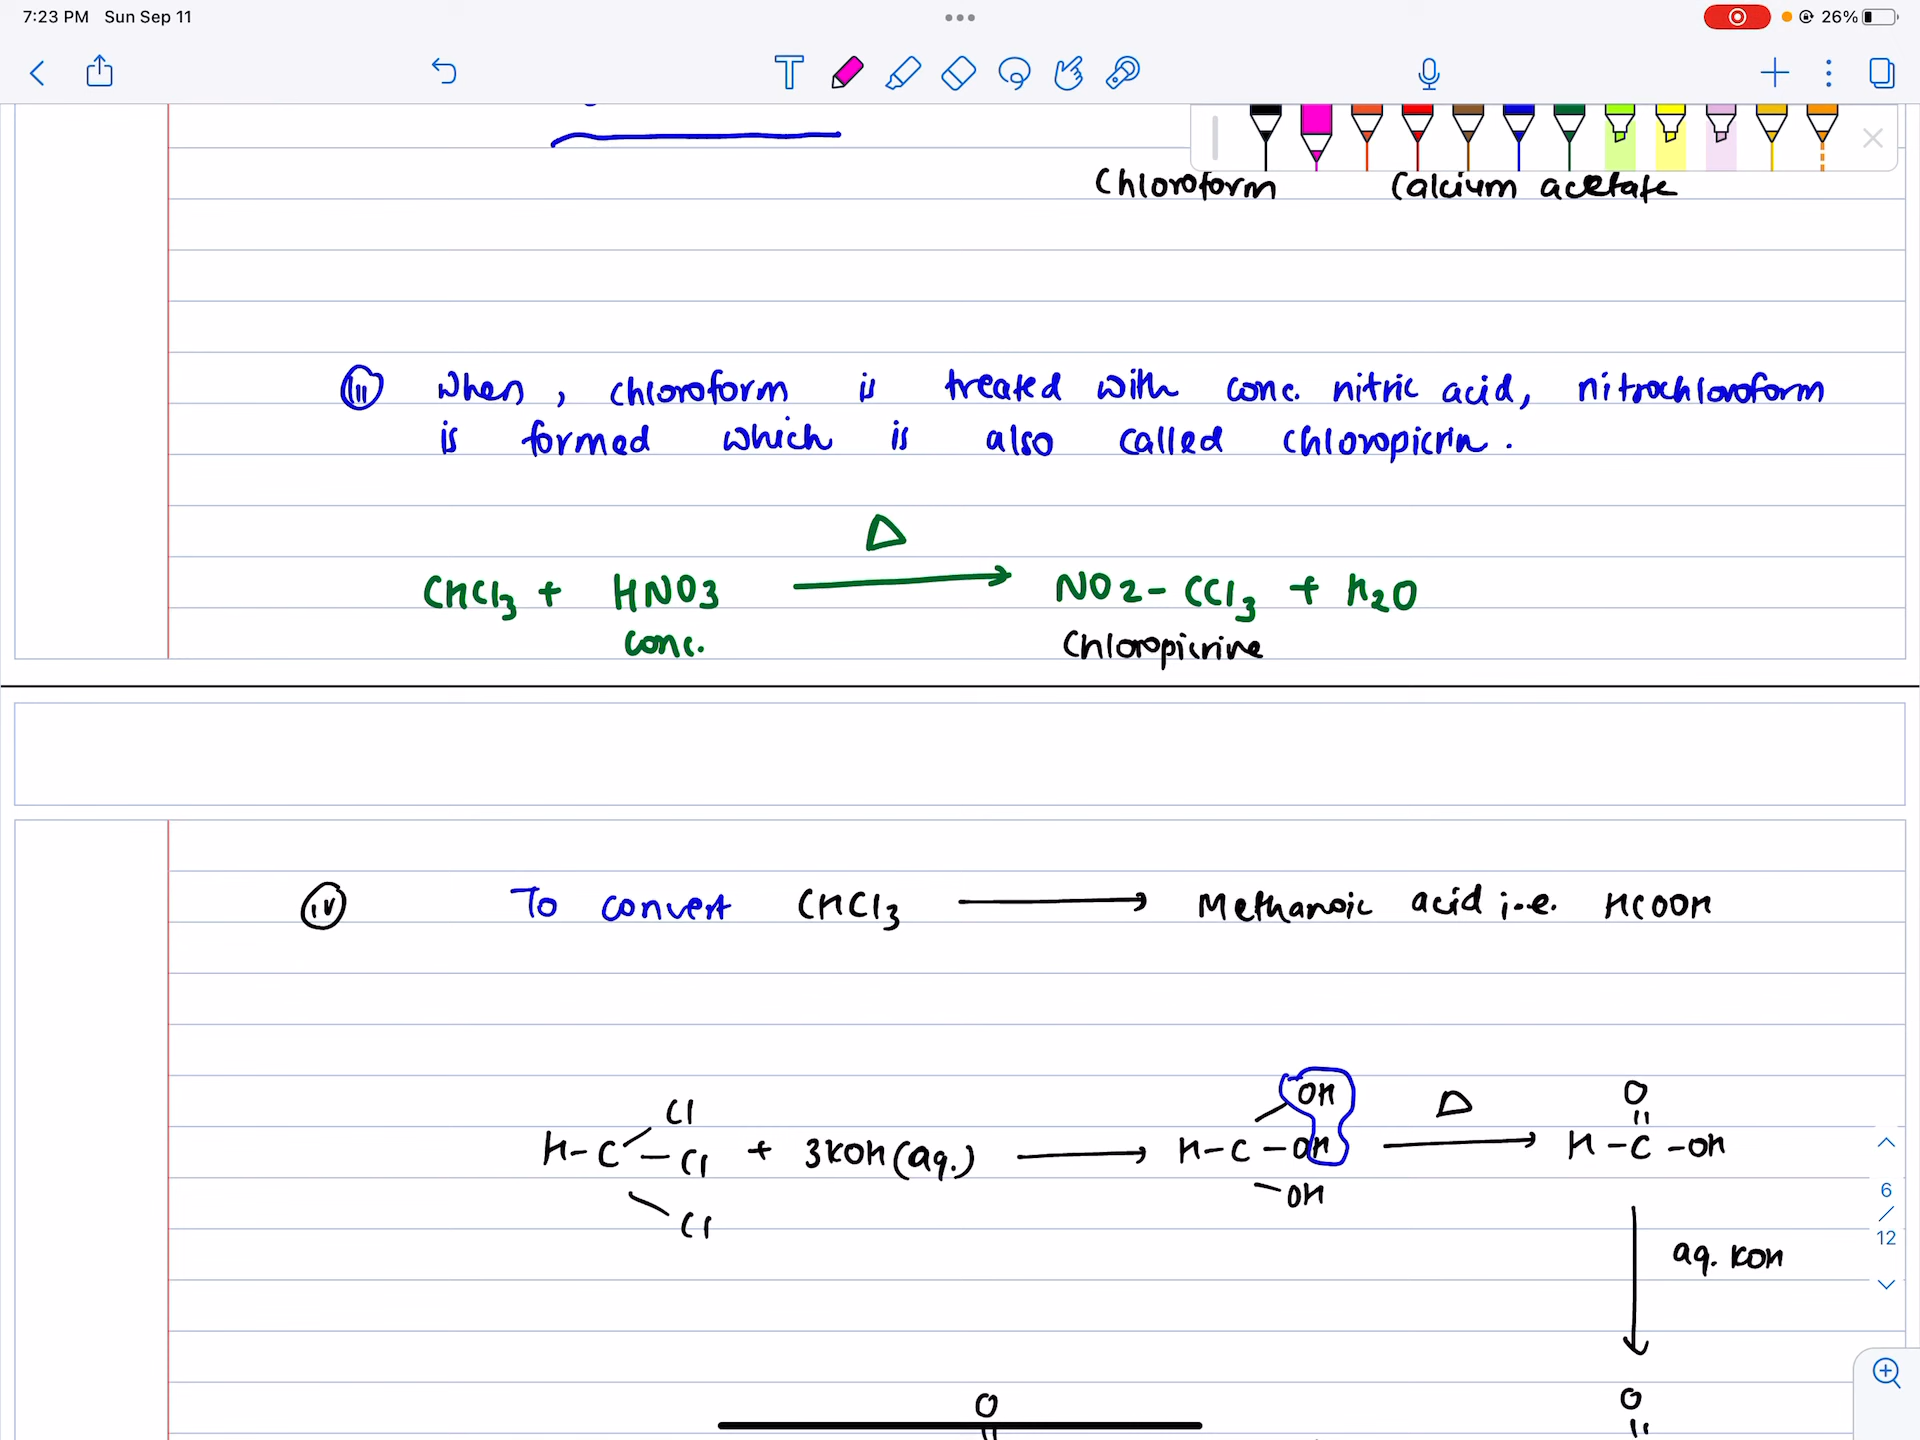 7:23 PM Sun Sep 11
26%
Chloroform Calcium acetate
(iii) When, chloroform is treated with conc. nitric acid, nitrochloroform
is formed which is also called chloropicrin.
Δ
CHCl3 + HNO3 → NO2- CCl3 + H2O
conc. Chloropicrine
(iv) To convert CHCl3 → Methanoic acid i.e. HCOOH
Cl OH Δ O
H-C-Cl + 3KOH(aq.) → H-C-OH → H-C-OH
Cl OH
6
/
12
aq. KOH
O O